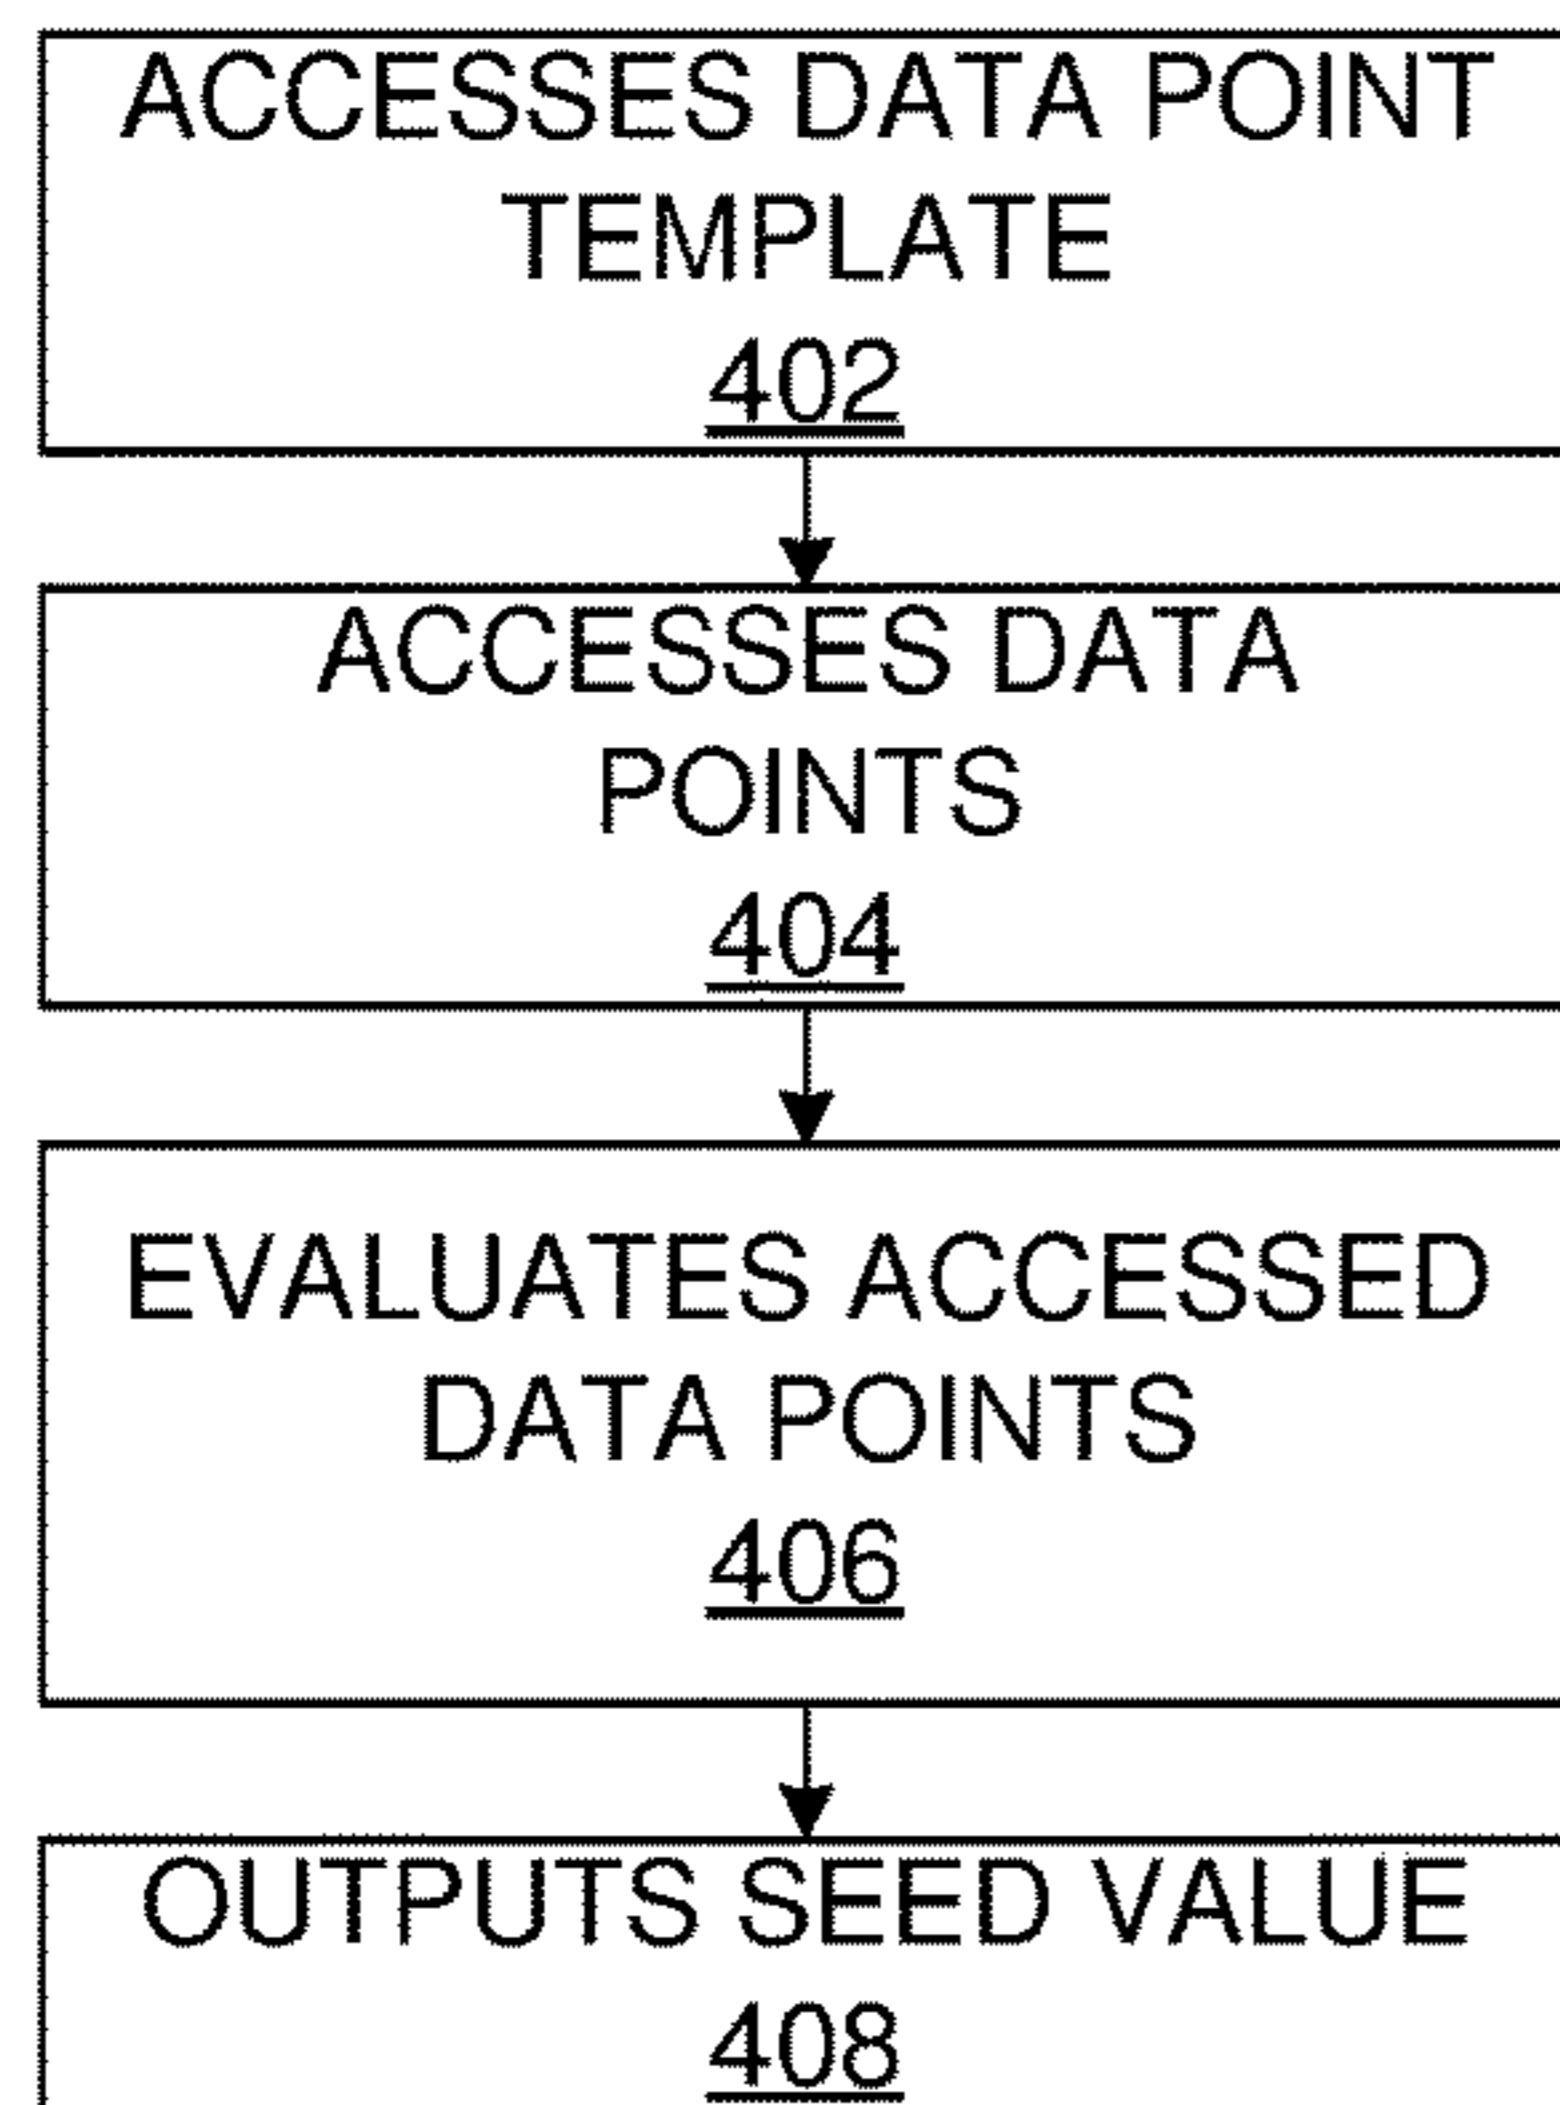 ACCESSES DATA POINT
TEMPLATE
402
ACCESSES DATA
POINTS
404
EVALUATES ACCESSED
DATA POINTS
406
OUTPUTS SEED VALUE
408